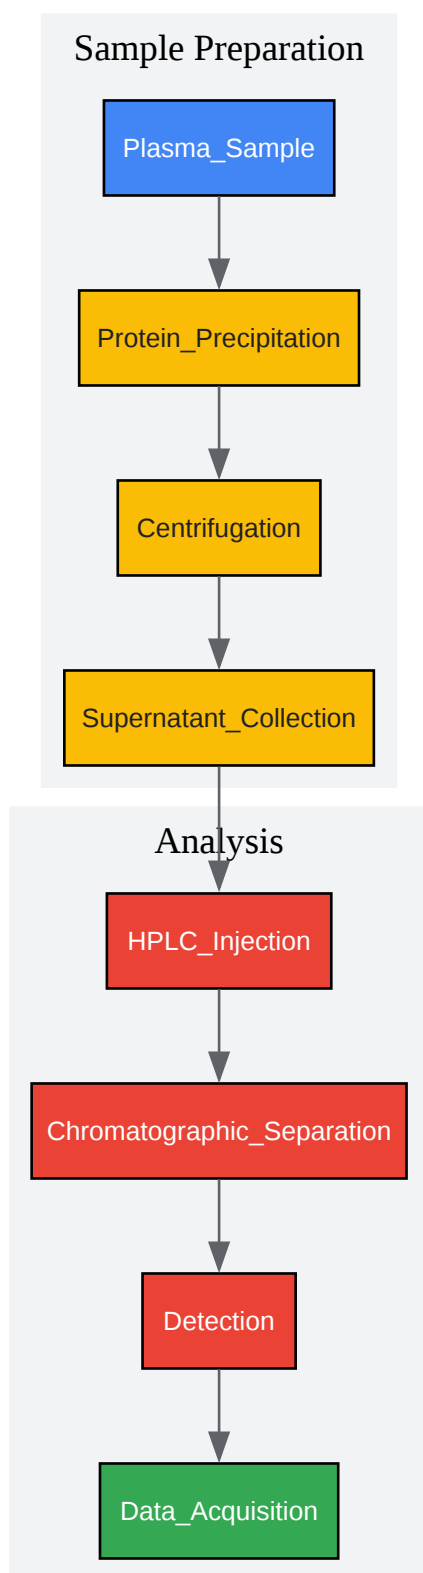 Sample Preparation
Plasma_Sample
Protein_Precipitation
Centrifugation
Supernatant_Collection
Analysis
HPLC_Injection
Chromatographic_Separation
Detection
Data_Acquisition